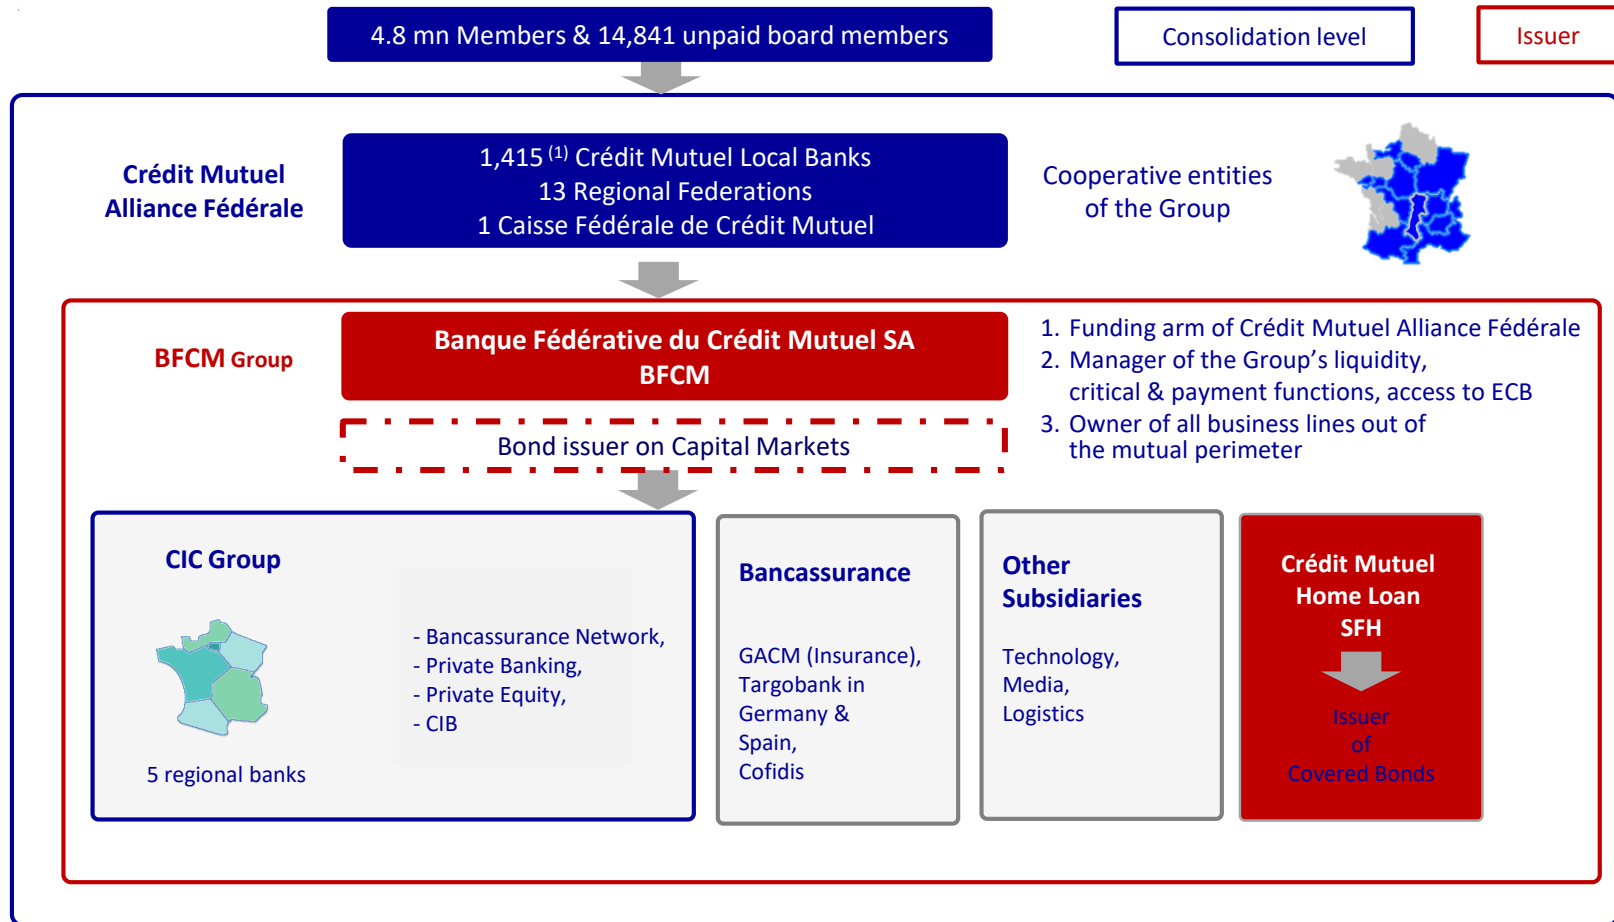 4.8 mn Members & 14,841 unpaid board members
Consolidation level
Issuer
Crédit Mutuel
Alliance Fédérale
1,415 (1) Crédit Mutuel Local Banks
13 Regional Federations
1 Caisse Fédérale de Crédit Mutuel
Cooperative entities
of the Group
BFCM Group
Banque Fédérative du Crédit Mutuel SA
BFCM
Bond issuer on Capital Markets
1. Funding arm of Crédit Mutuel Alliance Fédérale
2. Manager of the Group’s liquidity,
critical & payment functions, access to ECB
3. Owner of all business lines out of
the mutual perimeter
CIC Group
5 regional banks
- Bancassurance Network,
- Private Banking,
- Private Equity,
- CIB
Bancassurance
GACM (Insurance),
Targobank in
Germany &
Spain,
Cofidis
Other
Subsidiaries
Technology,
Media,
Logistics
Crédit Mutuel
Home Loan
SFH
Issuer
of
Covered Bonds